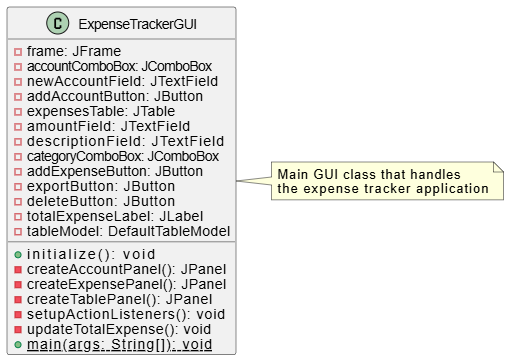 C ExpenseTrackerGUI
frame: JFrame
accountComboBox: JComboBox
newAccountField: JTextField
addAccountButton: JButton
expensesTable: JTable
amountField: JTextField
descriptionField: JTextField
categoryComboBox: JComboBox
addExpenseButton: JButton
exportButton: JButton
deleteButton: JButton
totalExpenseLabel: JLabel
tableModel: DefaultTableModel
initialize(): void
createAccountPanel(): JPanel
createExpensePanel(): JPanel
createTablePanel(): JPanel
setupActionListeners(): void
updateTotalExpense(): void
main(args: String[]): void
Main GUI class that handles
the expense tracker application